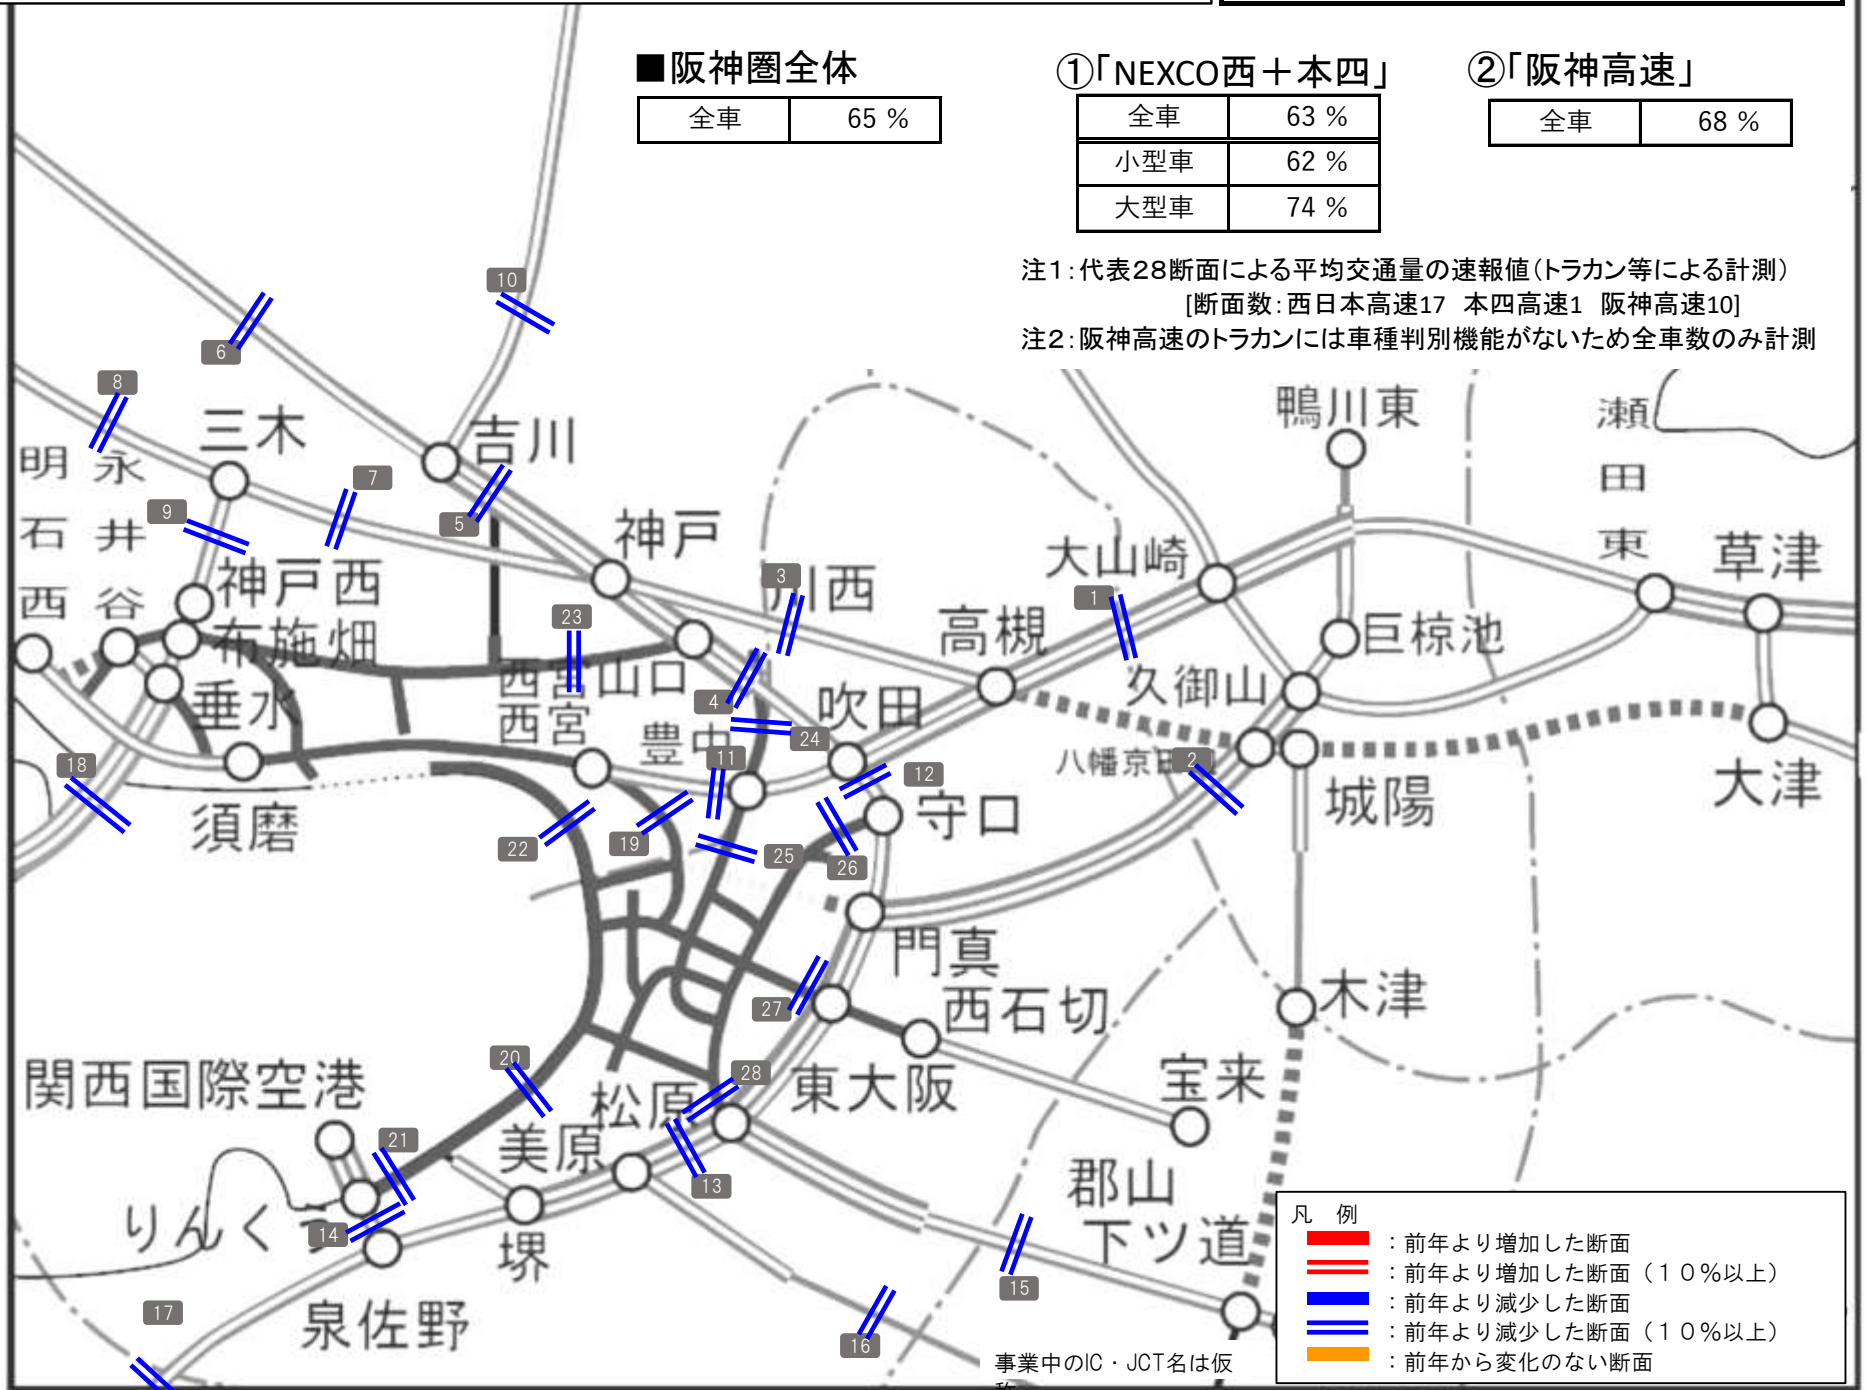 ■阪神圏全体
全車 65 %
①「NEXCO西＋本四」
全車 63 %
小型車 62 %
大型車 74 %
②「阪神高速」
全車 68 %
注１：代表２８断面による平均交通量の速報値（トラカン等による計測）
［断面数：西日本高速17 本四高速1 阪神高速10］
注２：阪神高速のトラカンには車種判別機能がないため全車数のみ計測
10
6
8
三木
吉川
鴨川東
瀬田東
明石西
永井谷
7
9
5
神戸
大山崎
草津
神戸西
3
川西
1
23
高槻
巨椋池
布施畑
西宮山口
久御山
垂水
4
吹田
西宮
豊中
24
18
11
12
八幡京田辺
2
城陽
大津
須磨
22
19
25
26
守口
門真
27
西石切
木津
関西国際空港
20
松原
28
東大阪
宝来
21
美原
13
郡山下ツ道
りんくう
14
堺
15
17
泉佐野
16
事業中のIC・JCT名は仮
称
凡 例
：前年より増加した断面
：前年より増加した断面（１０％以上）
：前年より減少した断面
：前年より減少した断面（１０％以上）
：前年から変化のない断面